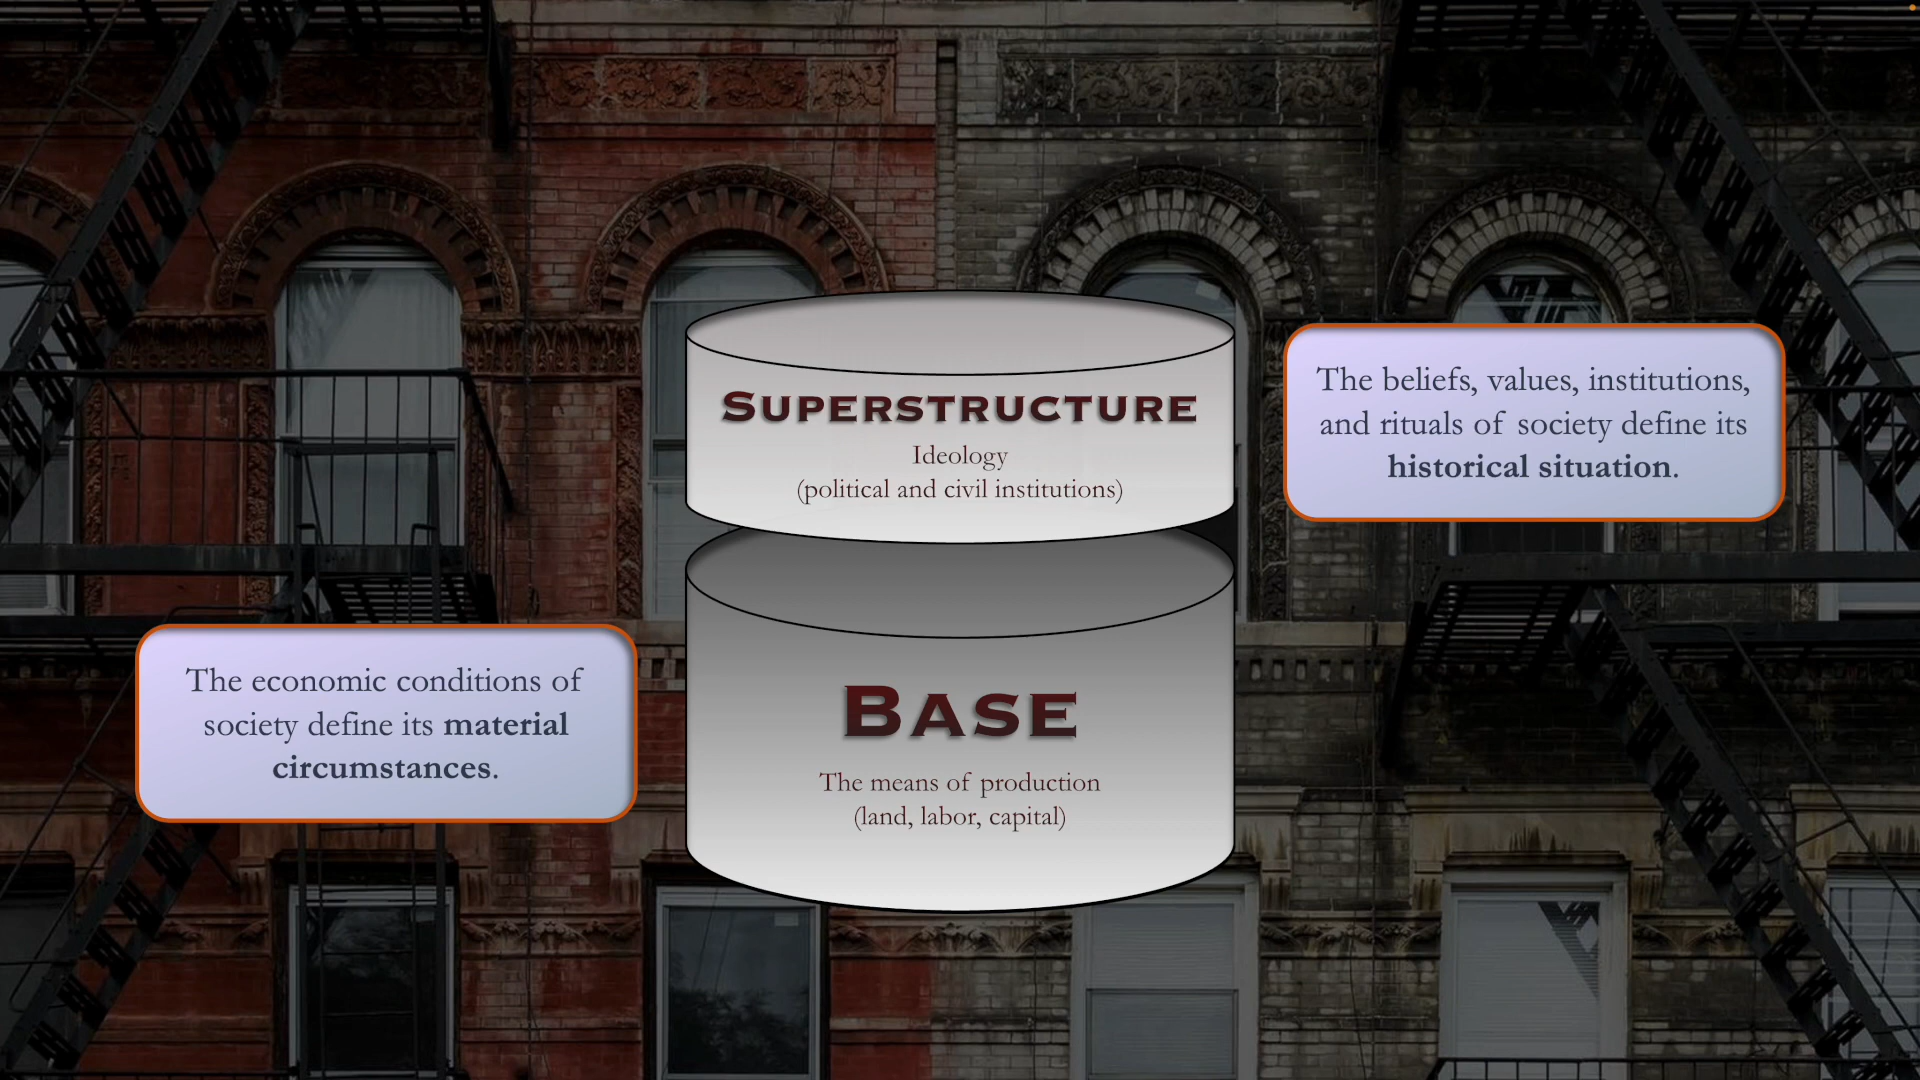 SUPERSTRUCTURE
Ideology
(political and civil institutions)
The beliefs, values, institutions,
and rituals of society define its
historical situation.
The economic conditions of
society define its material
circumstances.
BASE
The means of production
(land, labor, capital)